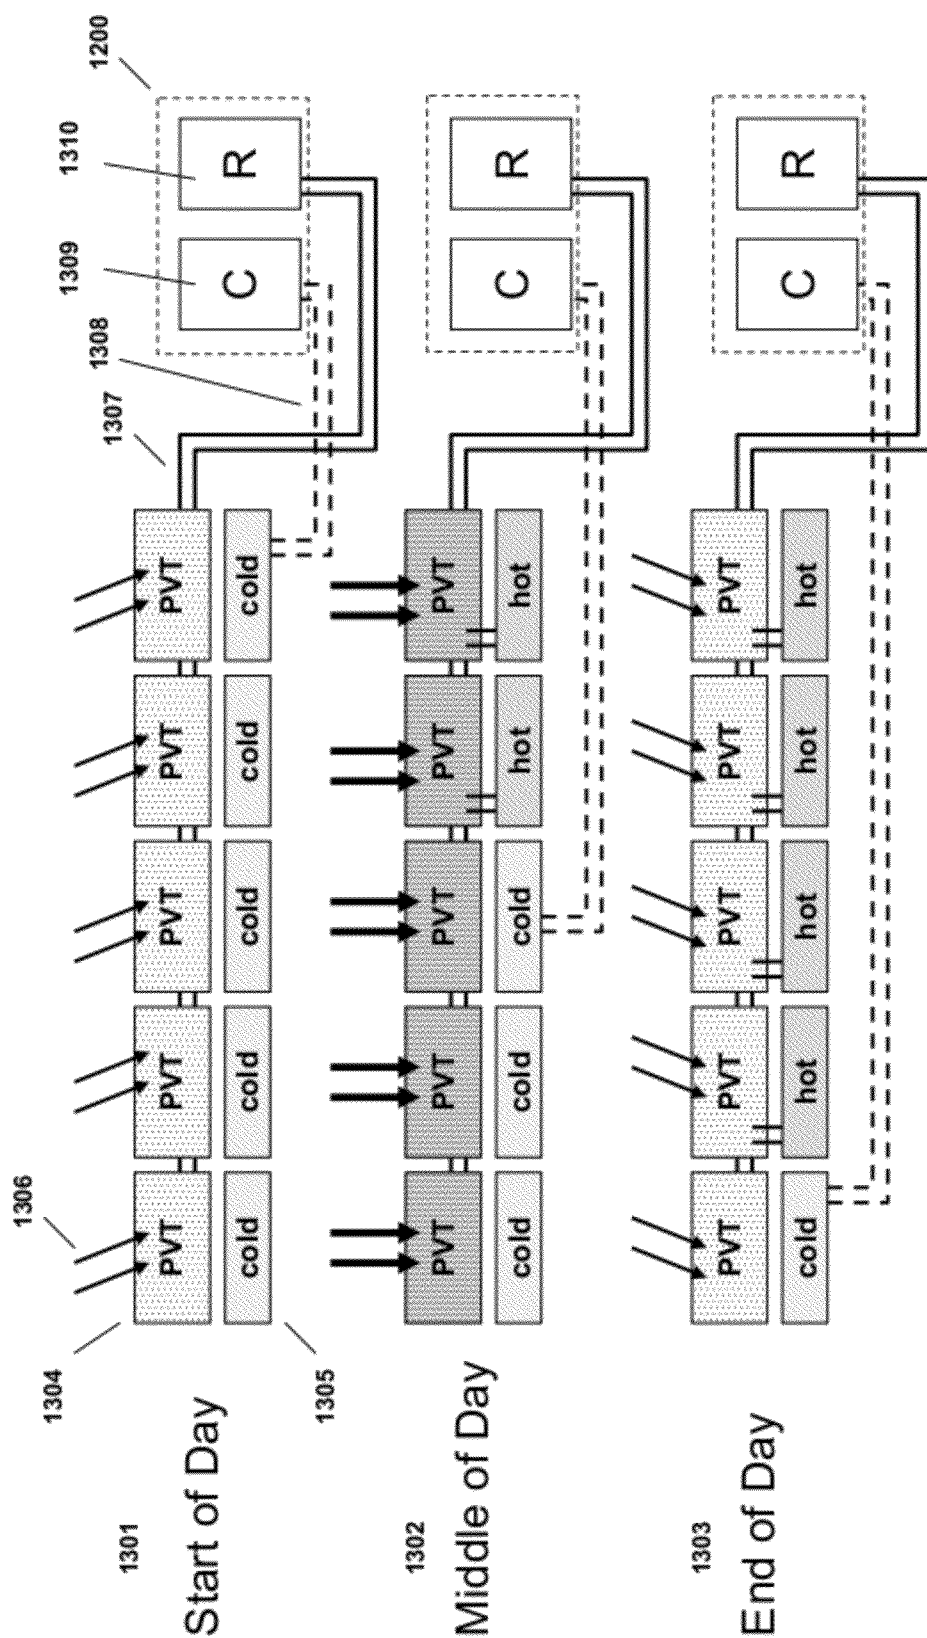 1200
1310
1309
1308
1307
1306
1304
1305
R
C
PVT
PVT
PVT
PVT
PVT
cold
cold
cold
cold
cold
1301
Start of Day
R
C
PVT
PVT
PVT
PVT
PVT
hot
hot
cold
cold
cold
1302
Middle of Day
R
C
PVT
PVT
PVT
PVT
PVT
hot
hot
hot
hot
cold
1303
End of Day